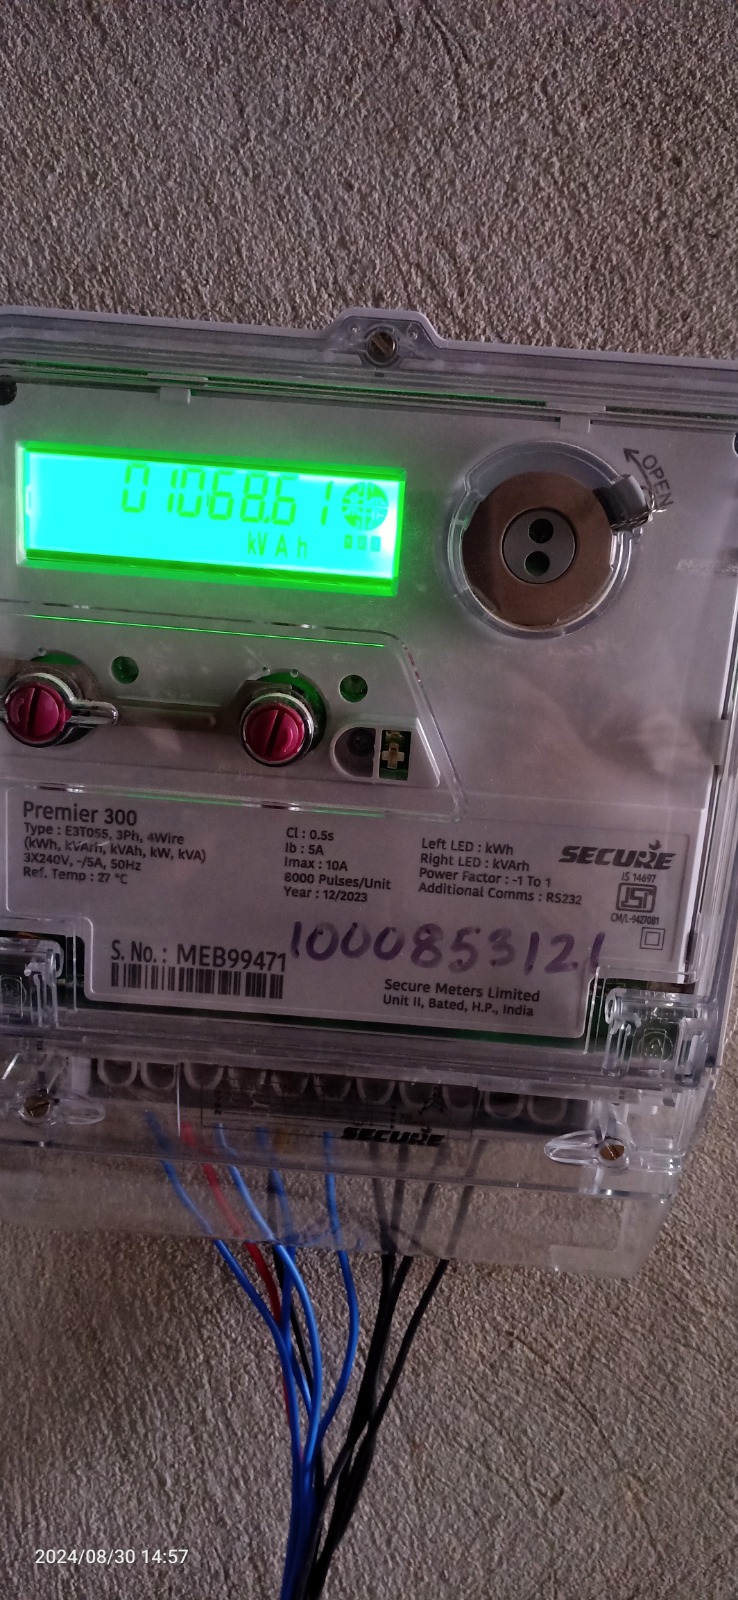 OPEN
01068.61
kVAh
Premier 300
Type : E3T055, 3Ph, 4Wire
(kWh, kVArh, kVAh, kW, kVA)
3X240V, -/5A, 50Hz
Ref. Temp : 27 °C
Cl : 0.5s
Ib : 5A
Imax : 10A
8000 Pulses/Unit
Year : 12/2023
Left LED : kWh
Right LED : kVArh
Power Factor : -1 To 1
Additional Comms : RS232
SECURE
IS 14697
CM/L-9427081
S. No. : MEB99471
1000853121
Secure Meters Limited
Unit II, Bated, H.P., India
SECURE
2024/08/30 14:57